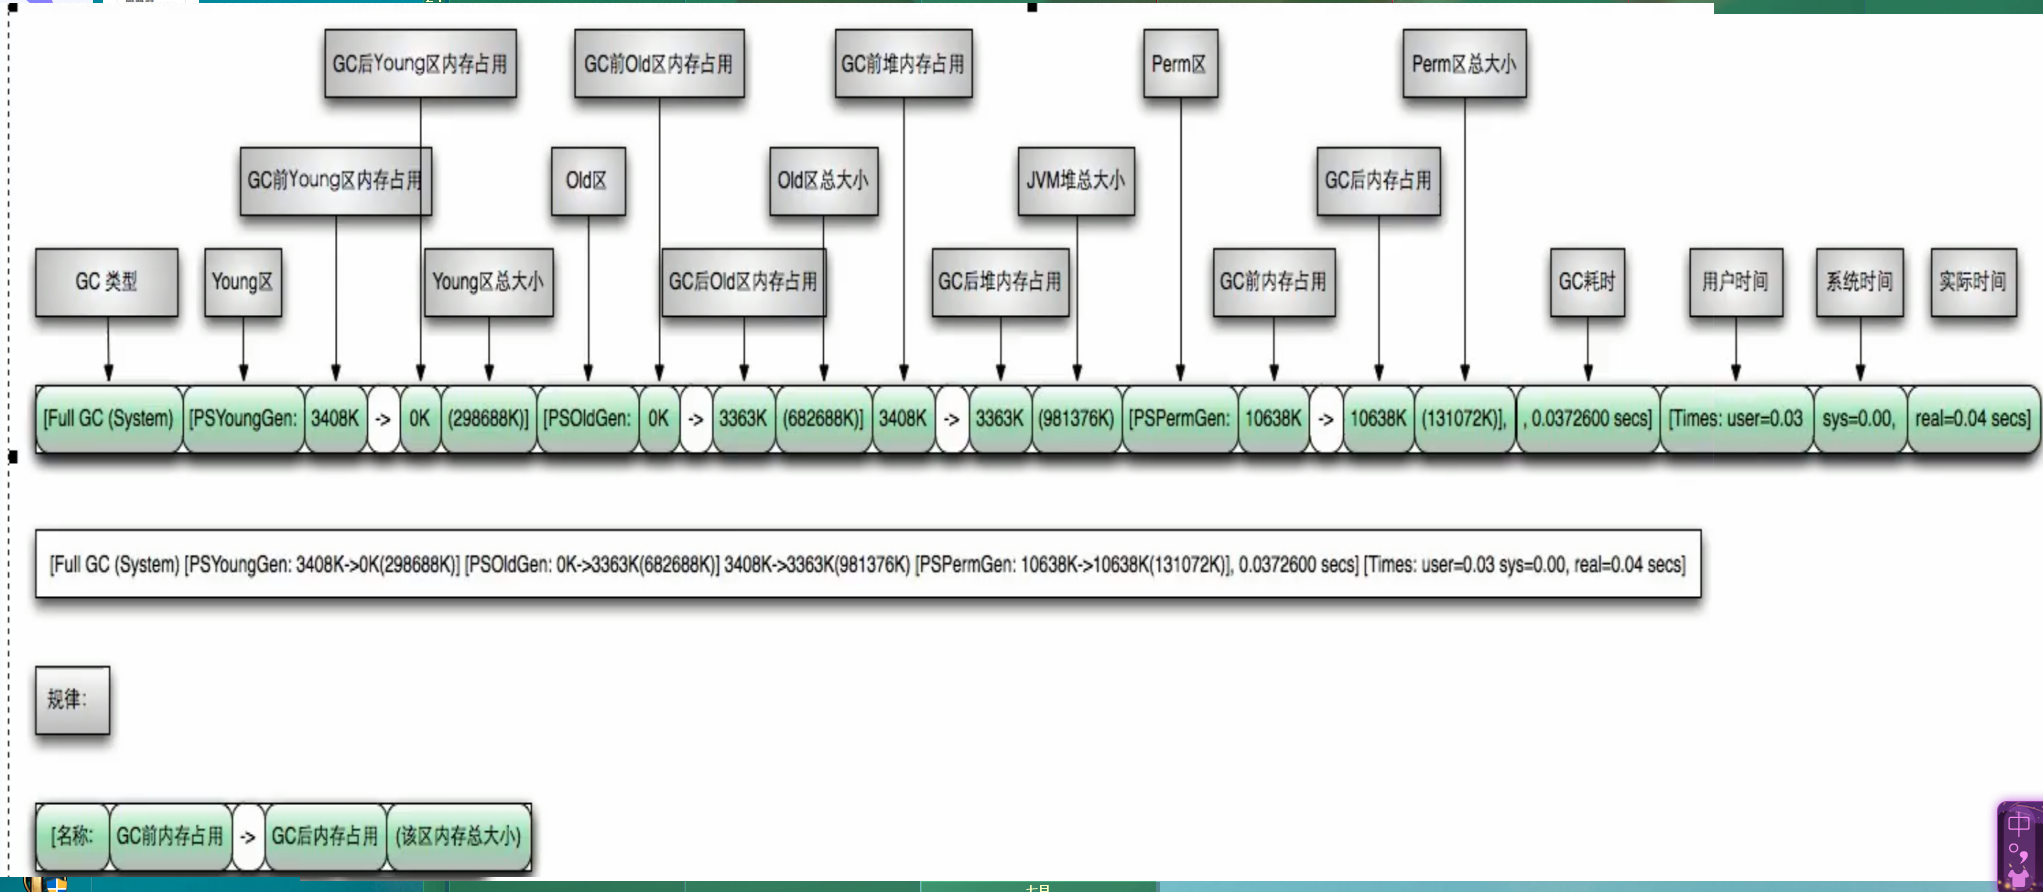 GC后Young区内存占用 GC前Old区内存占用 GC前堆内存占用 Perm区 Perm区总大小
GC前Young区内存占用 Old区 Old区总大小 JVM堆总大小 GC后内存占用
GC 类型 Young区 Young区总大小 GC后Old区内存占用 GC后堆内存占用 GC前内存占用 GC耗时 用户时间 系统时间 实际时间
[Full GC (System) [PSYoungGen: 3408K -> 0K (298688K)] [PSOldGen: 0K -> 3363K (682688K)] 3408K -> 3363K (981376K) [PSPermGen: 10638K -> 10638K (131072K)], , 0.0372600 secs] [Times: user=0.03 sys=0.00, real=0.04 secs]
[Full GC (System) [PSYoungGen: 3408K->0K(298688K)] [PSOldGen: 0K->3363K(682688K)] 3408K->3363K(981376K) [PSPermGen: 10638K->10638K(131072K)], 0.0372600 secs] [Times: user=0.03 sys=0.00, real=0.04 secs]
规律:
[名称: GC前内存占用 -> GC后内存占用 (该区内存总大小)
中